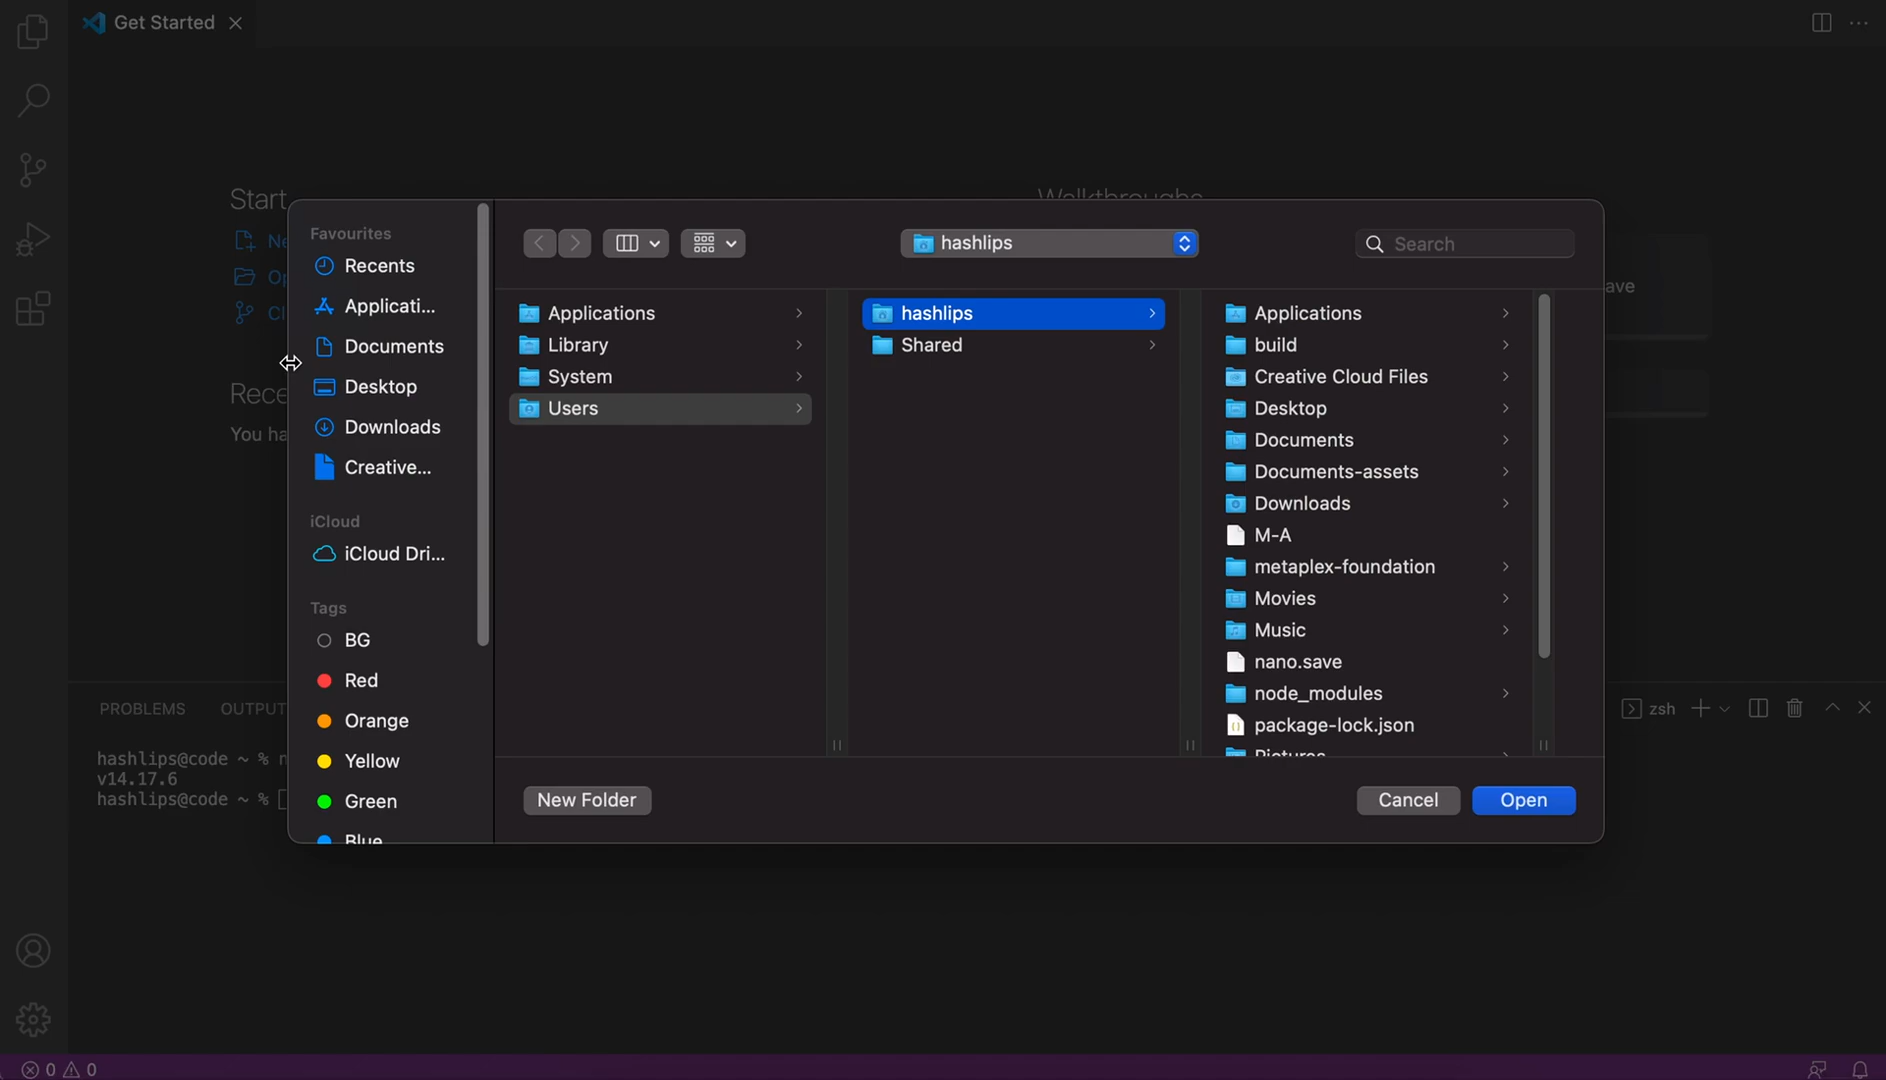 Get Started
Start
Ne
Op
Cl
Rece
You ha
Walkthroughs
ave
Favourites
Recents
Applicati...
Documents
Desktop
Downloads
Creative...
iCloud
iCloud Dri...
Tags
BG
Red
Orange
Yellow
Green
Blue
hashlips
Search
Applications
Library
System
Users
hashlips
Shared
Applications
build
Creative Cloud Files
Desktop
Documents
Documents-assets
Downloads
M-A
metaplex-foundation
Movies
Music
nano.save
node_modules
package-lock.json
Pictures
New Folder
Cancel
Open
PROBLEMS OUTPUT
zsh
hashlips@code ~ % n
v14.17.6
hashlips@code ~ %
0 0